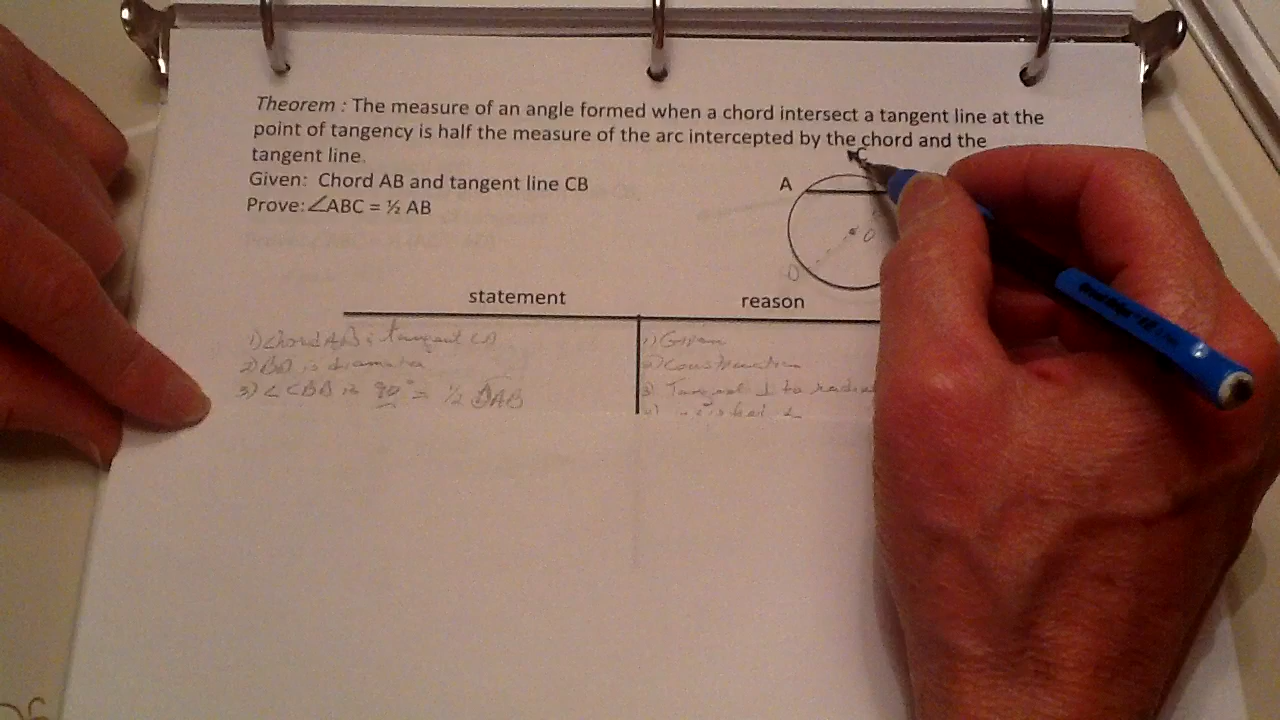 Theorem : The measure of an angle formed when a chord intersect a tangent line at the
point of tangency is half the measure of the arc intercepted by the chord and the
tangent line.
Given: Chord AB and tangent line CB
Prove: ∠ABC = ½ AB
C
A
O
D
statement
reason
1) Chord AB & tangent CB
2) BD is diameter
3) ∠CBD is 90° = ½ DAB
1) Given
2) Construction
3) Tangent ⊥ to radius
4)